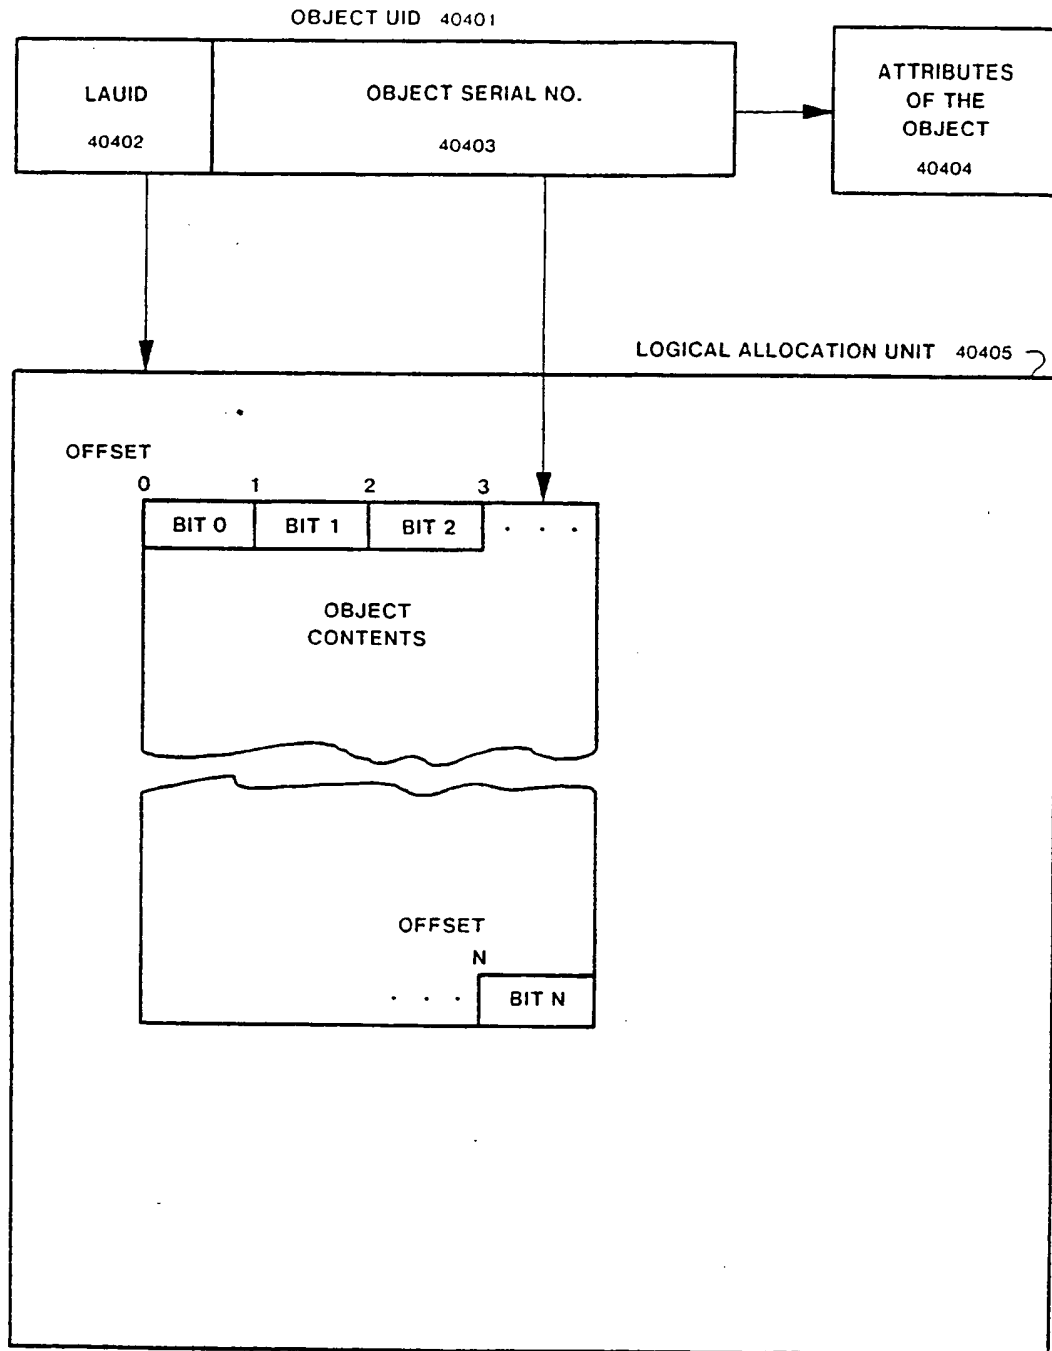 OBJECT UID 40401
LAUID
40402
OBJECT SERIAL NO.
40403
ATTRIBUTES
OF THE
OBJECT
40404
LOGICAL ALLOCATION UNIT 40405
OFFSET
0 1 2 3
BIT 0 BIT 1 BIT 2 . . .
OBJECT
CONTENTS
OFFSET
N
. . . BIT N